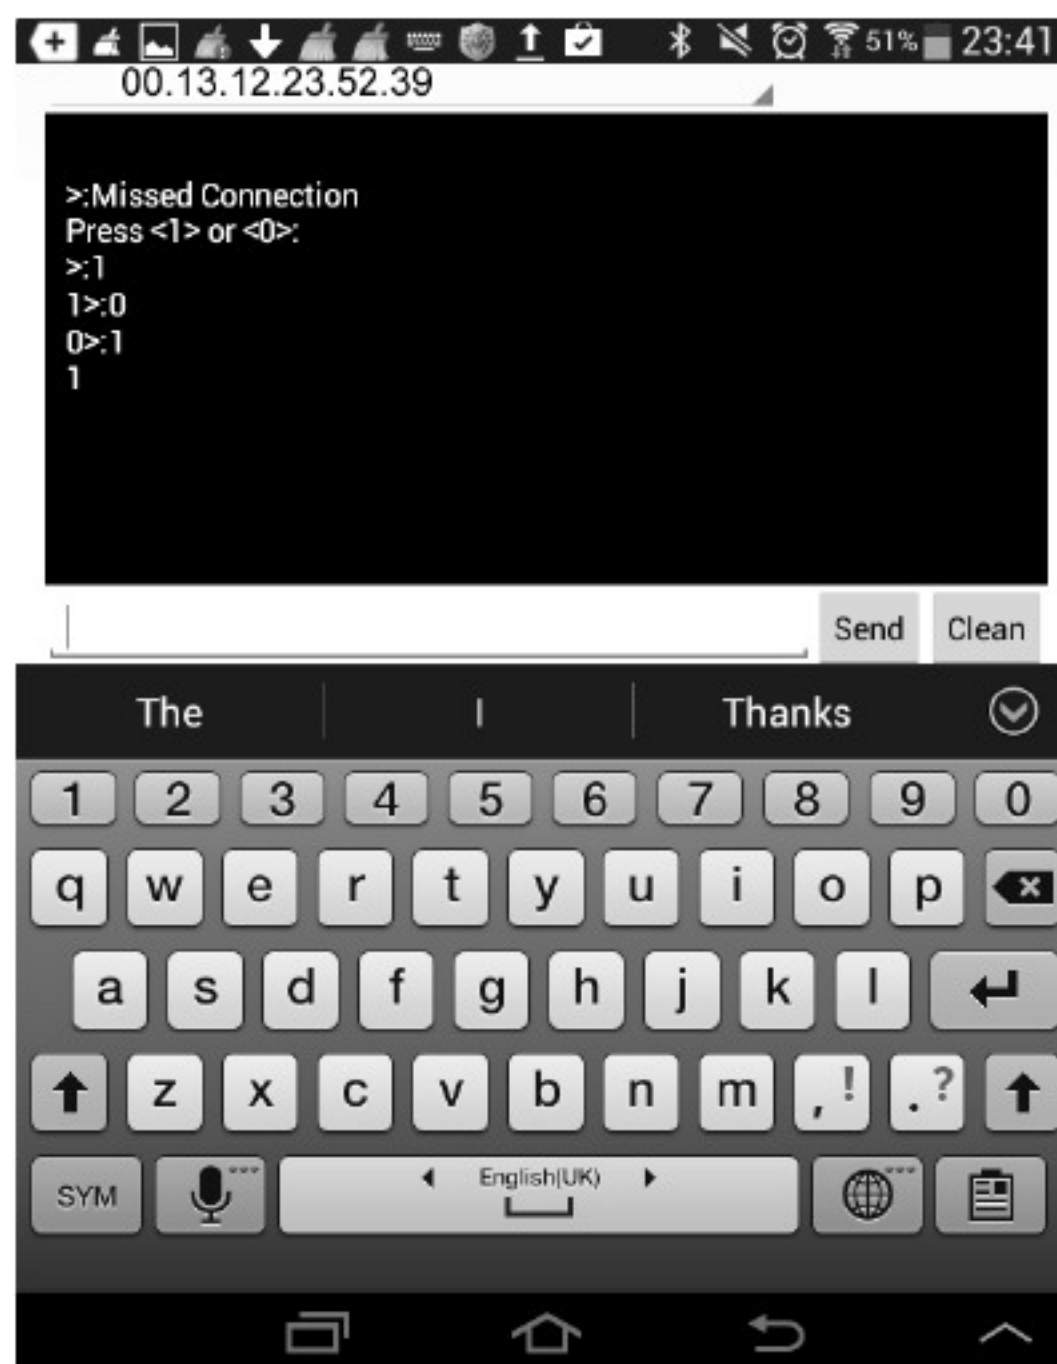 51% 23:41
00.13.12.23.52.39
>:Missed Connection
Press <1> or <0>:
>:1
1>:0
0>:1
1
Send Clean
The I Thanks
1 2 3 4 5 6 7 8 9 0
q w e r t y u i o p
a s d f g h j k l
z x c v b n m , ! . ?
SYM English(UK)